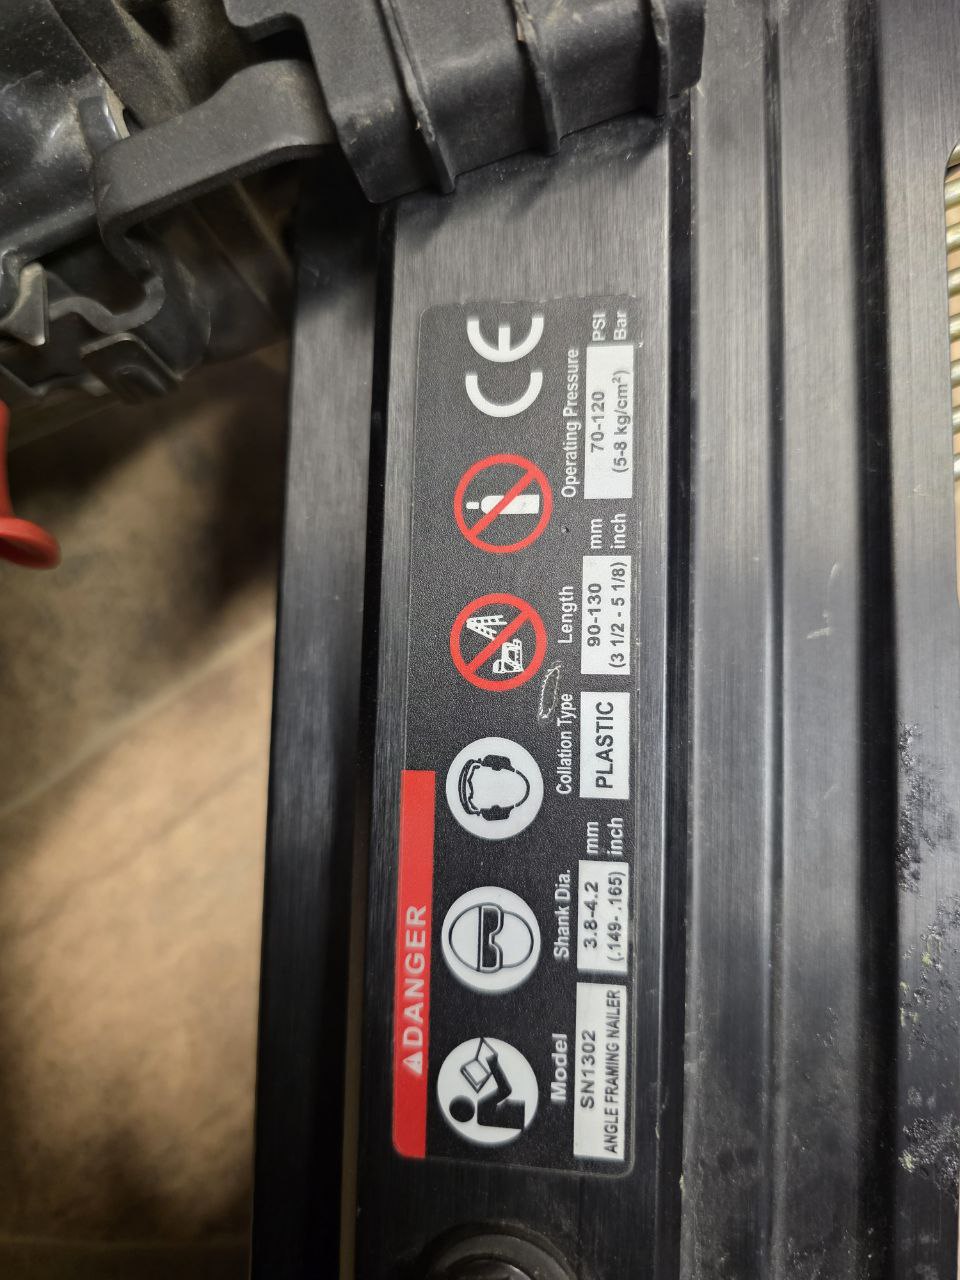 ⚠DANGER
CE
Model
SN1302
ANGLE FRAMING NAILER
Shank Dia.
3.8-4.2 mm
(.149-.165) inch
Collation Type
PLASTIC
Length
90-130 mm
(3 1/2 - 5 1/8) inch
Operating Pressure
70-120 PSI
(5-8 kg/cm²) Bar